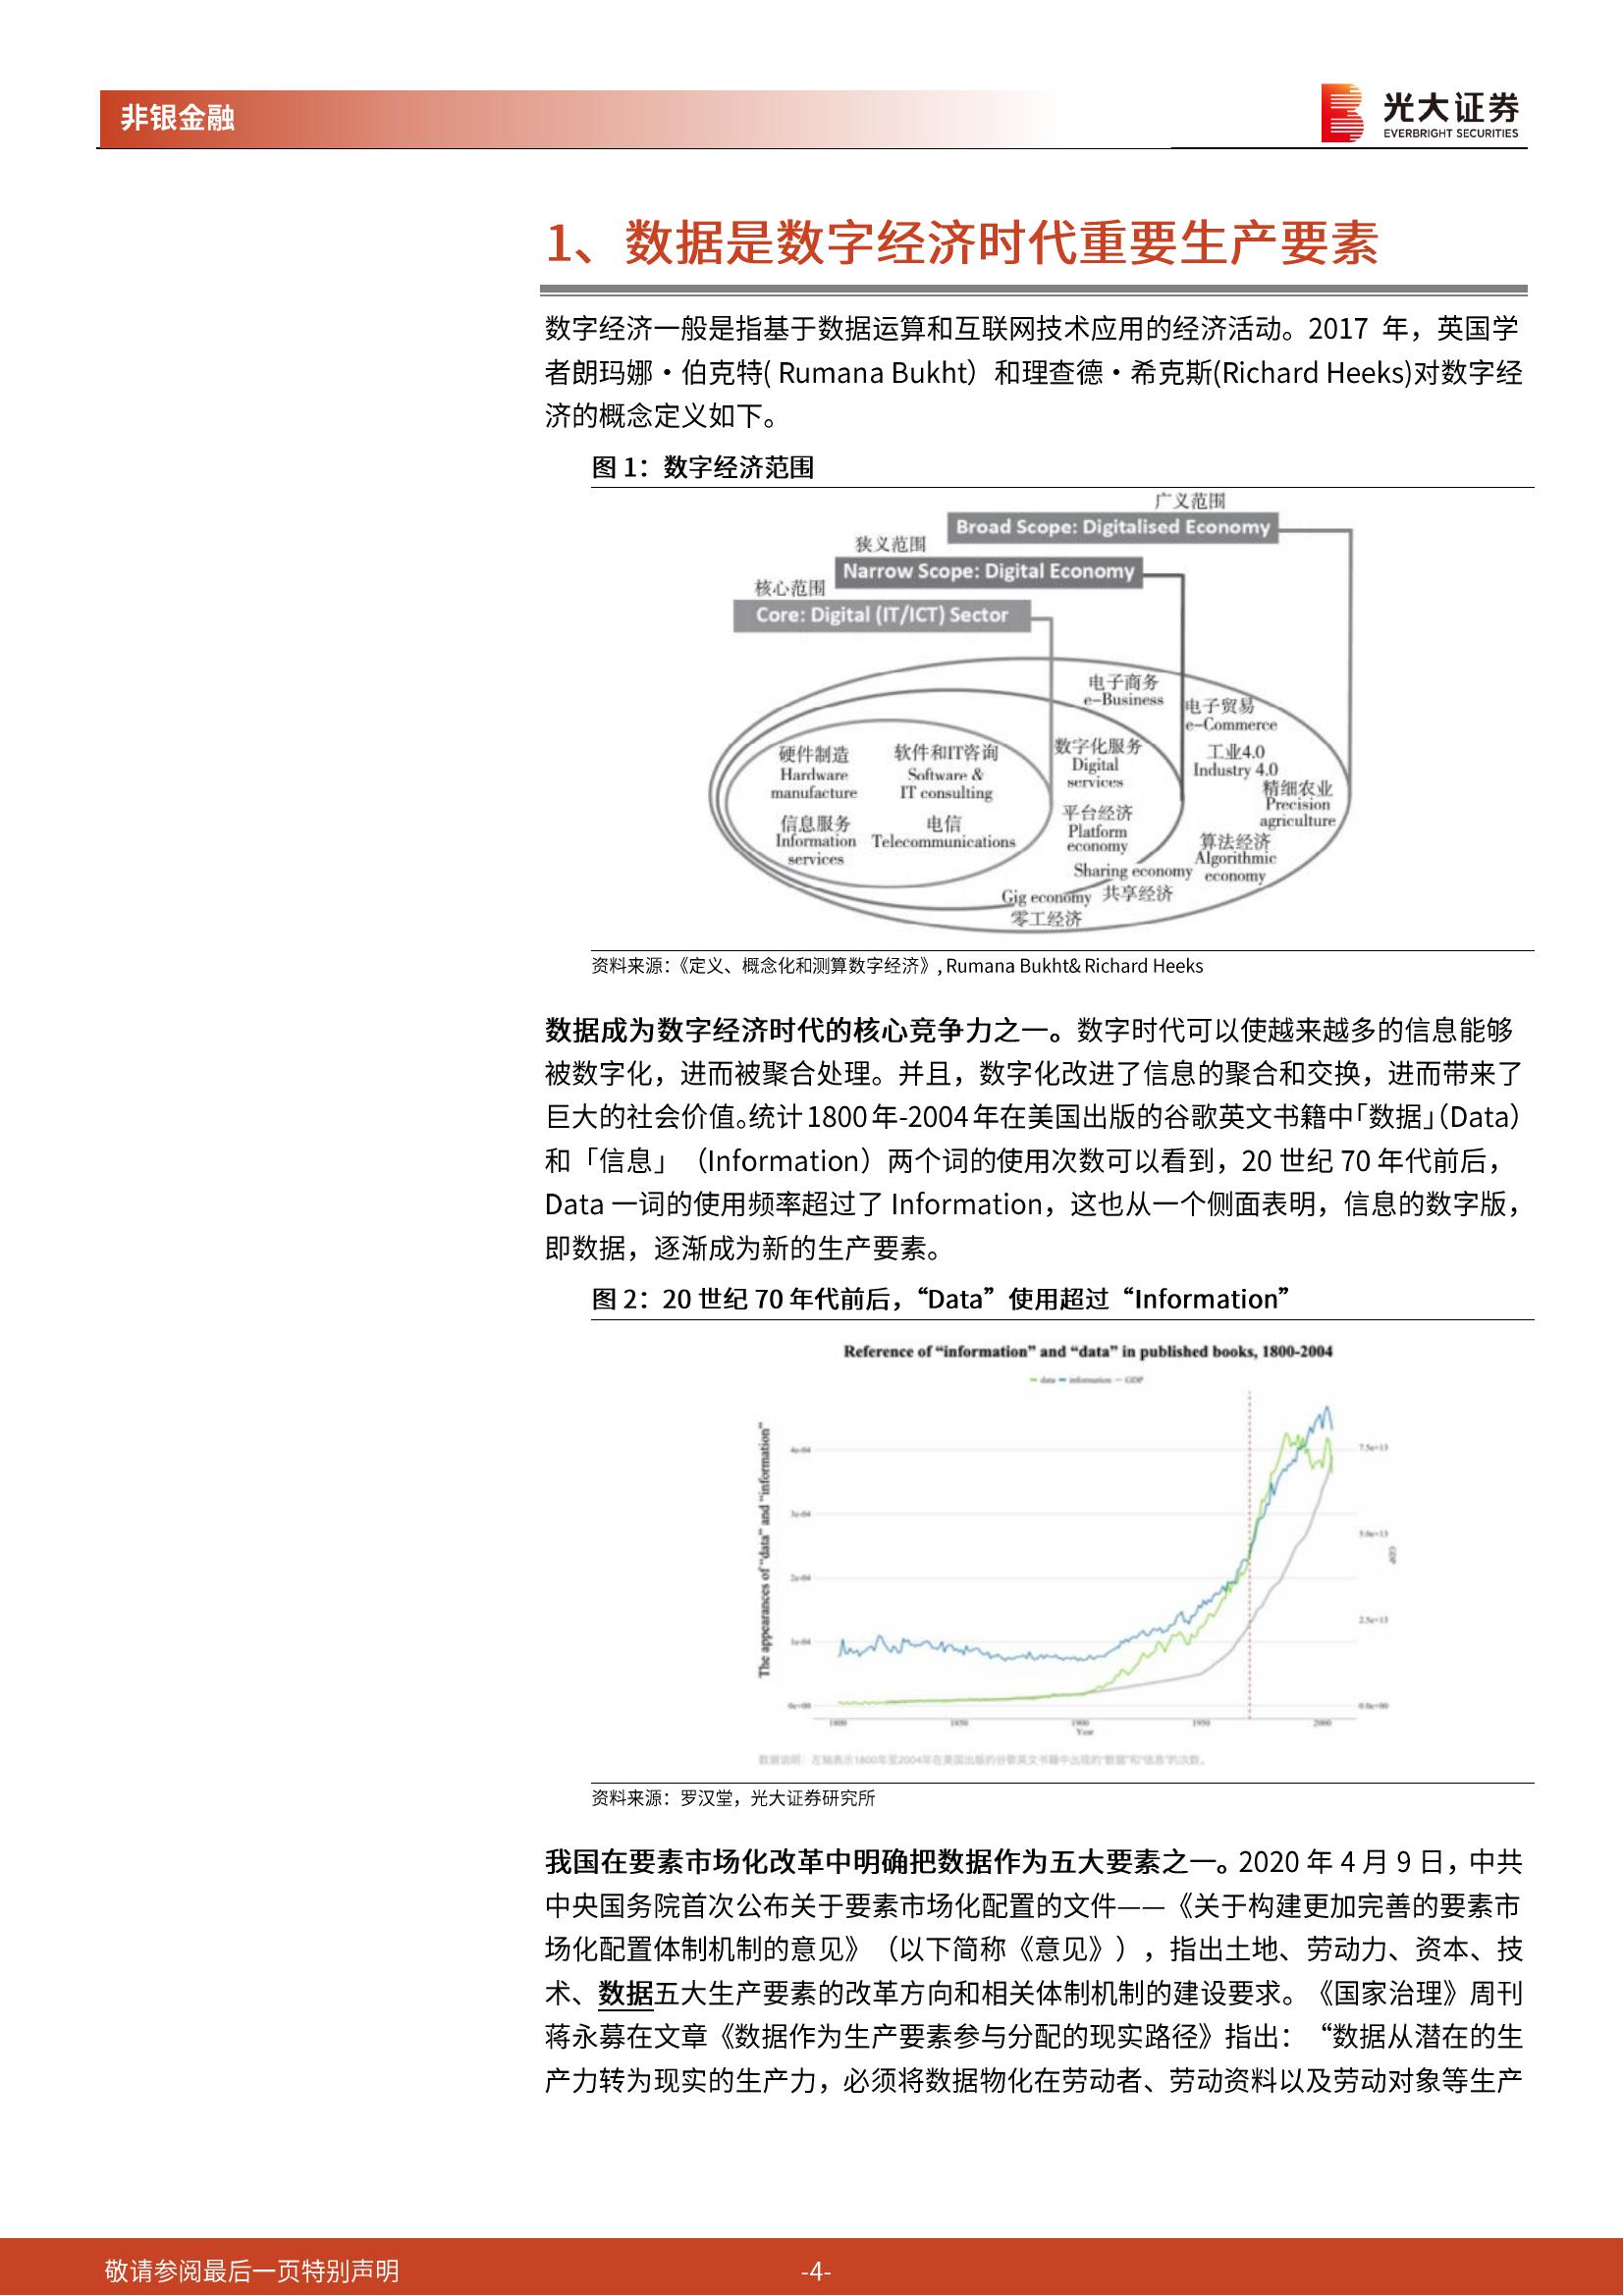 非银金融
光大证券
EVERBRIGHT SECURITIES
1、数据是数字经济时代重要生产要素
数字经济一般是指基于数据运算和互联网技术应用的经济活动。2017 年，英国学
者朗玛娜·伯克特( Rumana Bukht）和理查德·希克斯(Richard Heeks)对数字经
济的概念定义如下。
图 1：数字经济范围
广义范围
Broad Scope: Digitalised Economy
狭义范围
Narrow Scope: Digital Economy
核心范围
Core: Digital (IT/ICT) Sector
电子商务
e-Business
电子贸易
e-Commerce
硬件制造
Hardware
manufacture
软件和IT咨询
Software &
IT consulting
数字化服务
Digital
services
工业4.0
Industry 4.0
精细农业
Precision
agriculture
信息服务
Information
services
电信
Telecommunications
平台经济
Platform
economy
算法经济
Algorithmic
economy
Sharing economy
共享经济
Gig economy
零工经济
资料来源：《定义、概念化和测算数字经济》, Rumana Bukht& Richard Heeks
数据成为数字经济时代的核心竞争力之一。数字时代可以使越来越多的信息能够
被数字化，进而被聚合处理。并且，数字化改进了信息的聚合和交换，进而带来了
巨大的社会价值。统计 1800 年-2004 年在美国出版的谷歌英文书籍中「数据」（Data）
和「信息」（Information）两个词的使用次数可以看到，20 世纪 70 年代前后，
Data 一词的使用频率超过了 Information，这也从一个侧面表明，信息的数字版，
即数据，逐渐成为新的生产要素。
图 2：20 世纪 70 年代前后，“Data”使用超过“Information”
Reference of “information” and “data” in published books, 1800-2004
data information GDP
The appearances of “data” and “information”
4e-04
3e-04
2e-04
1e-04
0e+00
7.5e+13
5.0e+13
2.5e+13
0.0e+00
GDP
1800 1850 1900 1950 2000
Year
数据说明：左轴表示1800年至2004年在美国出版的谷歌英文书籍中出现的“数据”和“信息”的次数。
资料来源：罗汉堂，光大证券研究所
我国在要素市场化改革中明确把数据作为五大要素之一。2020 年 4 月 9 日，中共
中央国务院首次公布关于要素市场化配置的文件——《关于构建更加完善的要素市
场化配置体制机制的意见》（以下简称《意见》），指出土地、劳动力、资本、技
术、数据五大生产要素的改革方向和相关体制机制的建设要求。《国家治理》周刊
蒋永募在文章《数据作为生产要素参与分配的现实路径》指出：“数据从潜在的生
产力转为现实的生产力，必须将数据物化在劳动者、劳动资料以及劳动对象等生产
敬请参阅最后一页特别声明
-4-